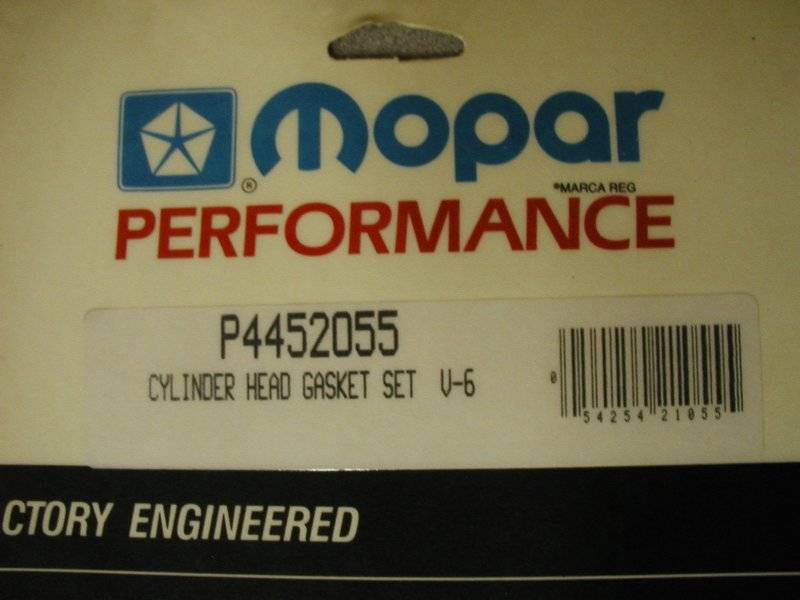 mopar
®
®MARCA REG
PERFORMANCE
P4452055
CYLINDER HEAD GASKET SET V-6
0 54254 21055
CTORY ENGINEERED